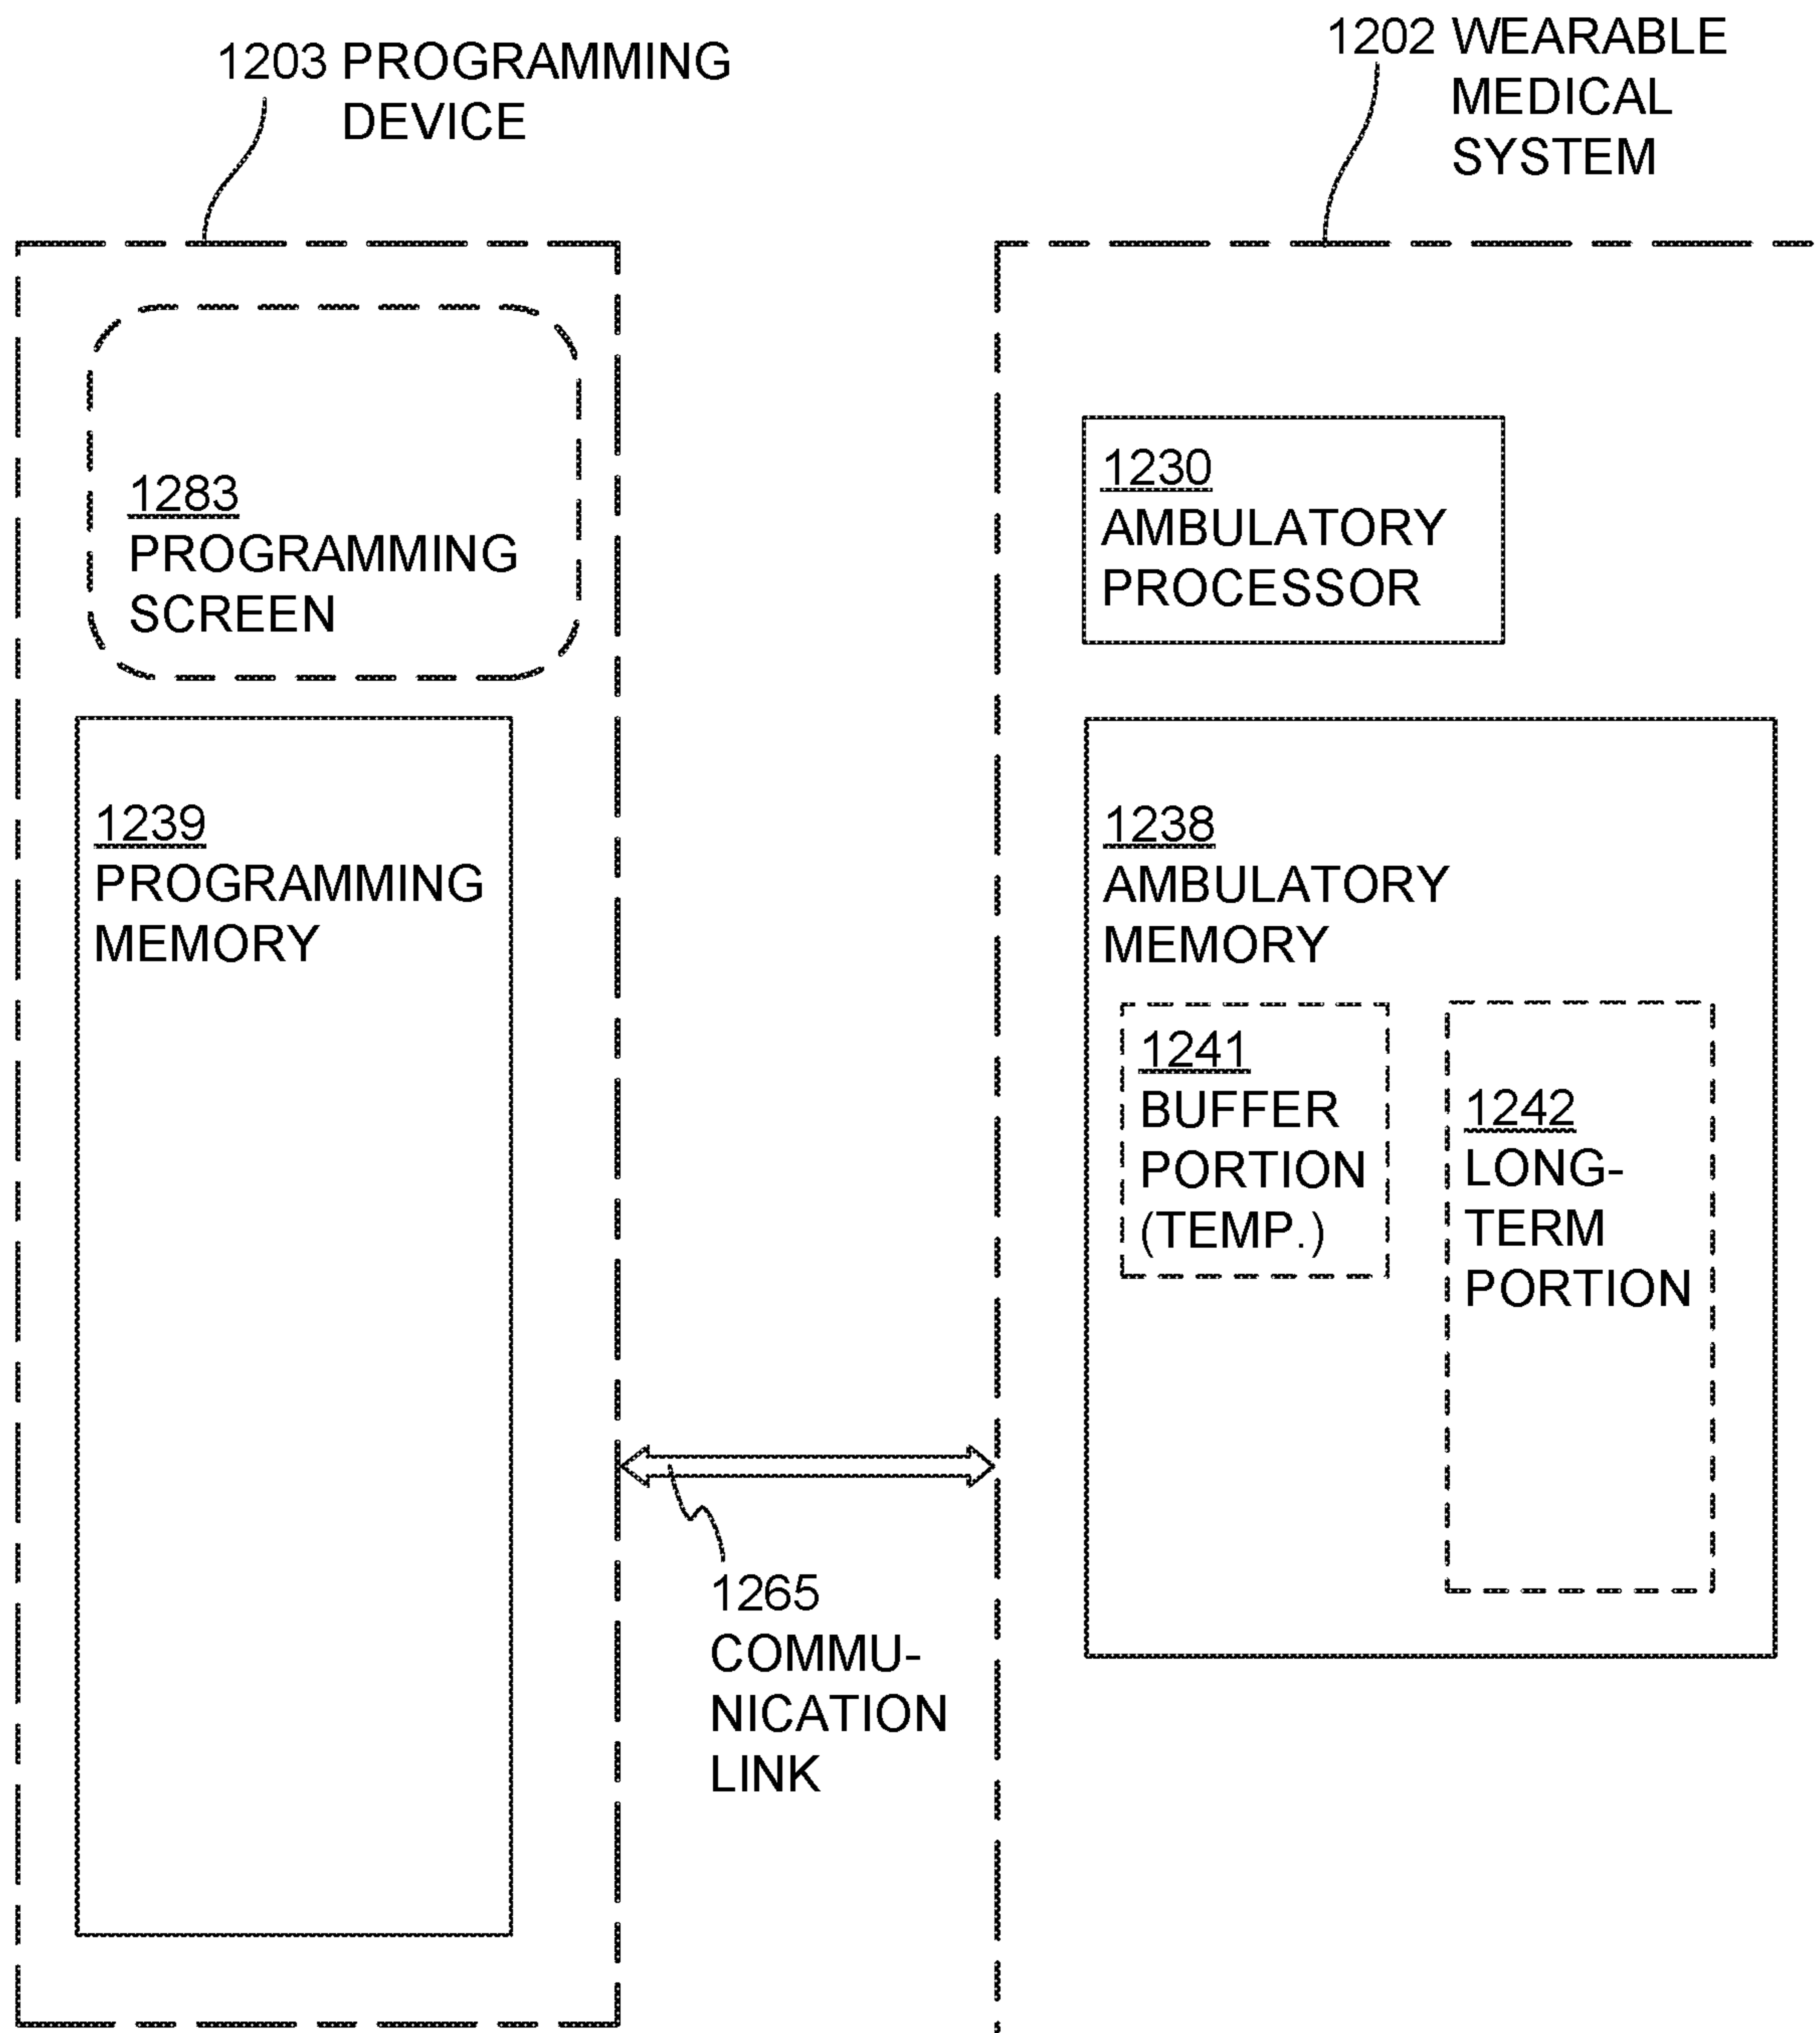 1203 PROGRAMMING
DEVICE
1202 WEARABLE
MEDICAL
SYSTEM
1283
PROGRAMMING
SCREEN
1239
PROGRAMMING
MEMORY
1230
AMBULATORY
PROCESSOR
1238
AMBULATORY
MEMORY
1241
BUFFER
PORTION
(TEMP.)
1242
LONG-
TERM
PORTION
1265
COMMU-
NICATION
LINK